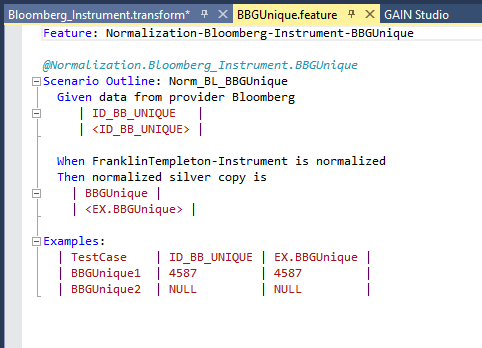 Bloomberg_Instrument.transform* BBGUnique.feature GAIN Studio
Feature: Normalization-Bloomberg-Instrument-BBGUnique
@Normalization.Bloomberg_Instrument.BBGUnique
Scenario Outline: Norm_BL_BBGUnique
Given data from provider Bloomberg
| ID_BB_UNIQUE |
| <ID_BB_UNIQUE> |
When FranklinTempleton-Instrument is normalized
Then normalized silver copy is
| BBGUnique |
| <EX.BBGUnique> |
Examples:
| TestCase | ID_BB_UNIQUE | EX.BBGUnique |
| BBGUnique1 | 4587 | 4587 |
| BBGUnique2 | NULL | NULL |